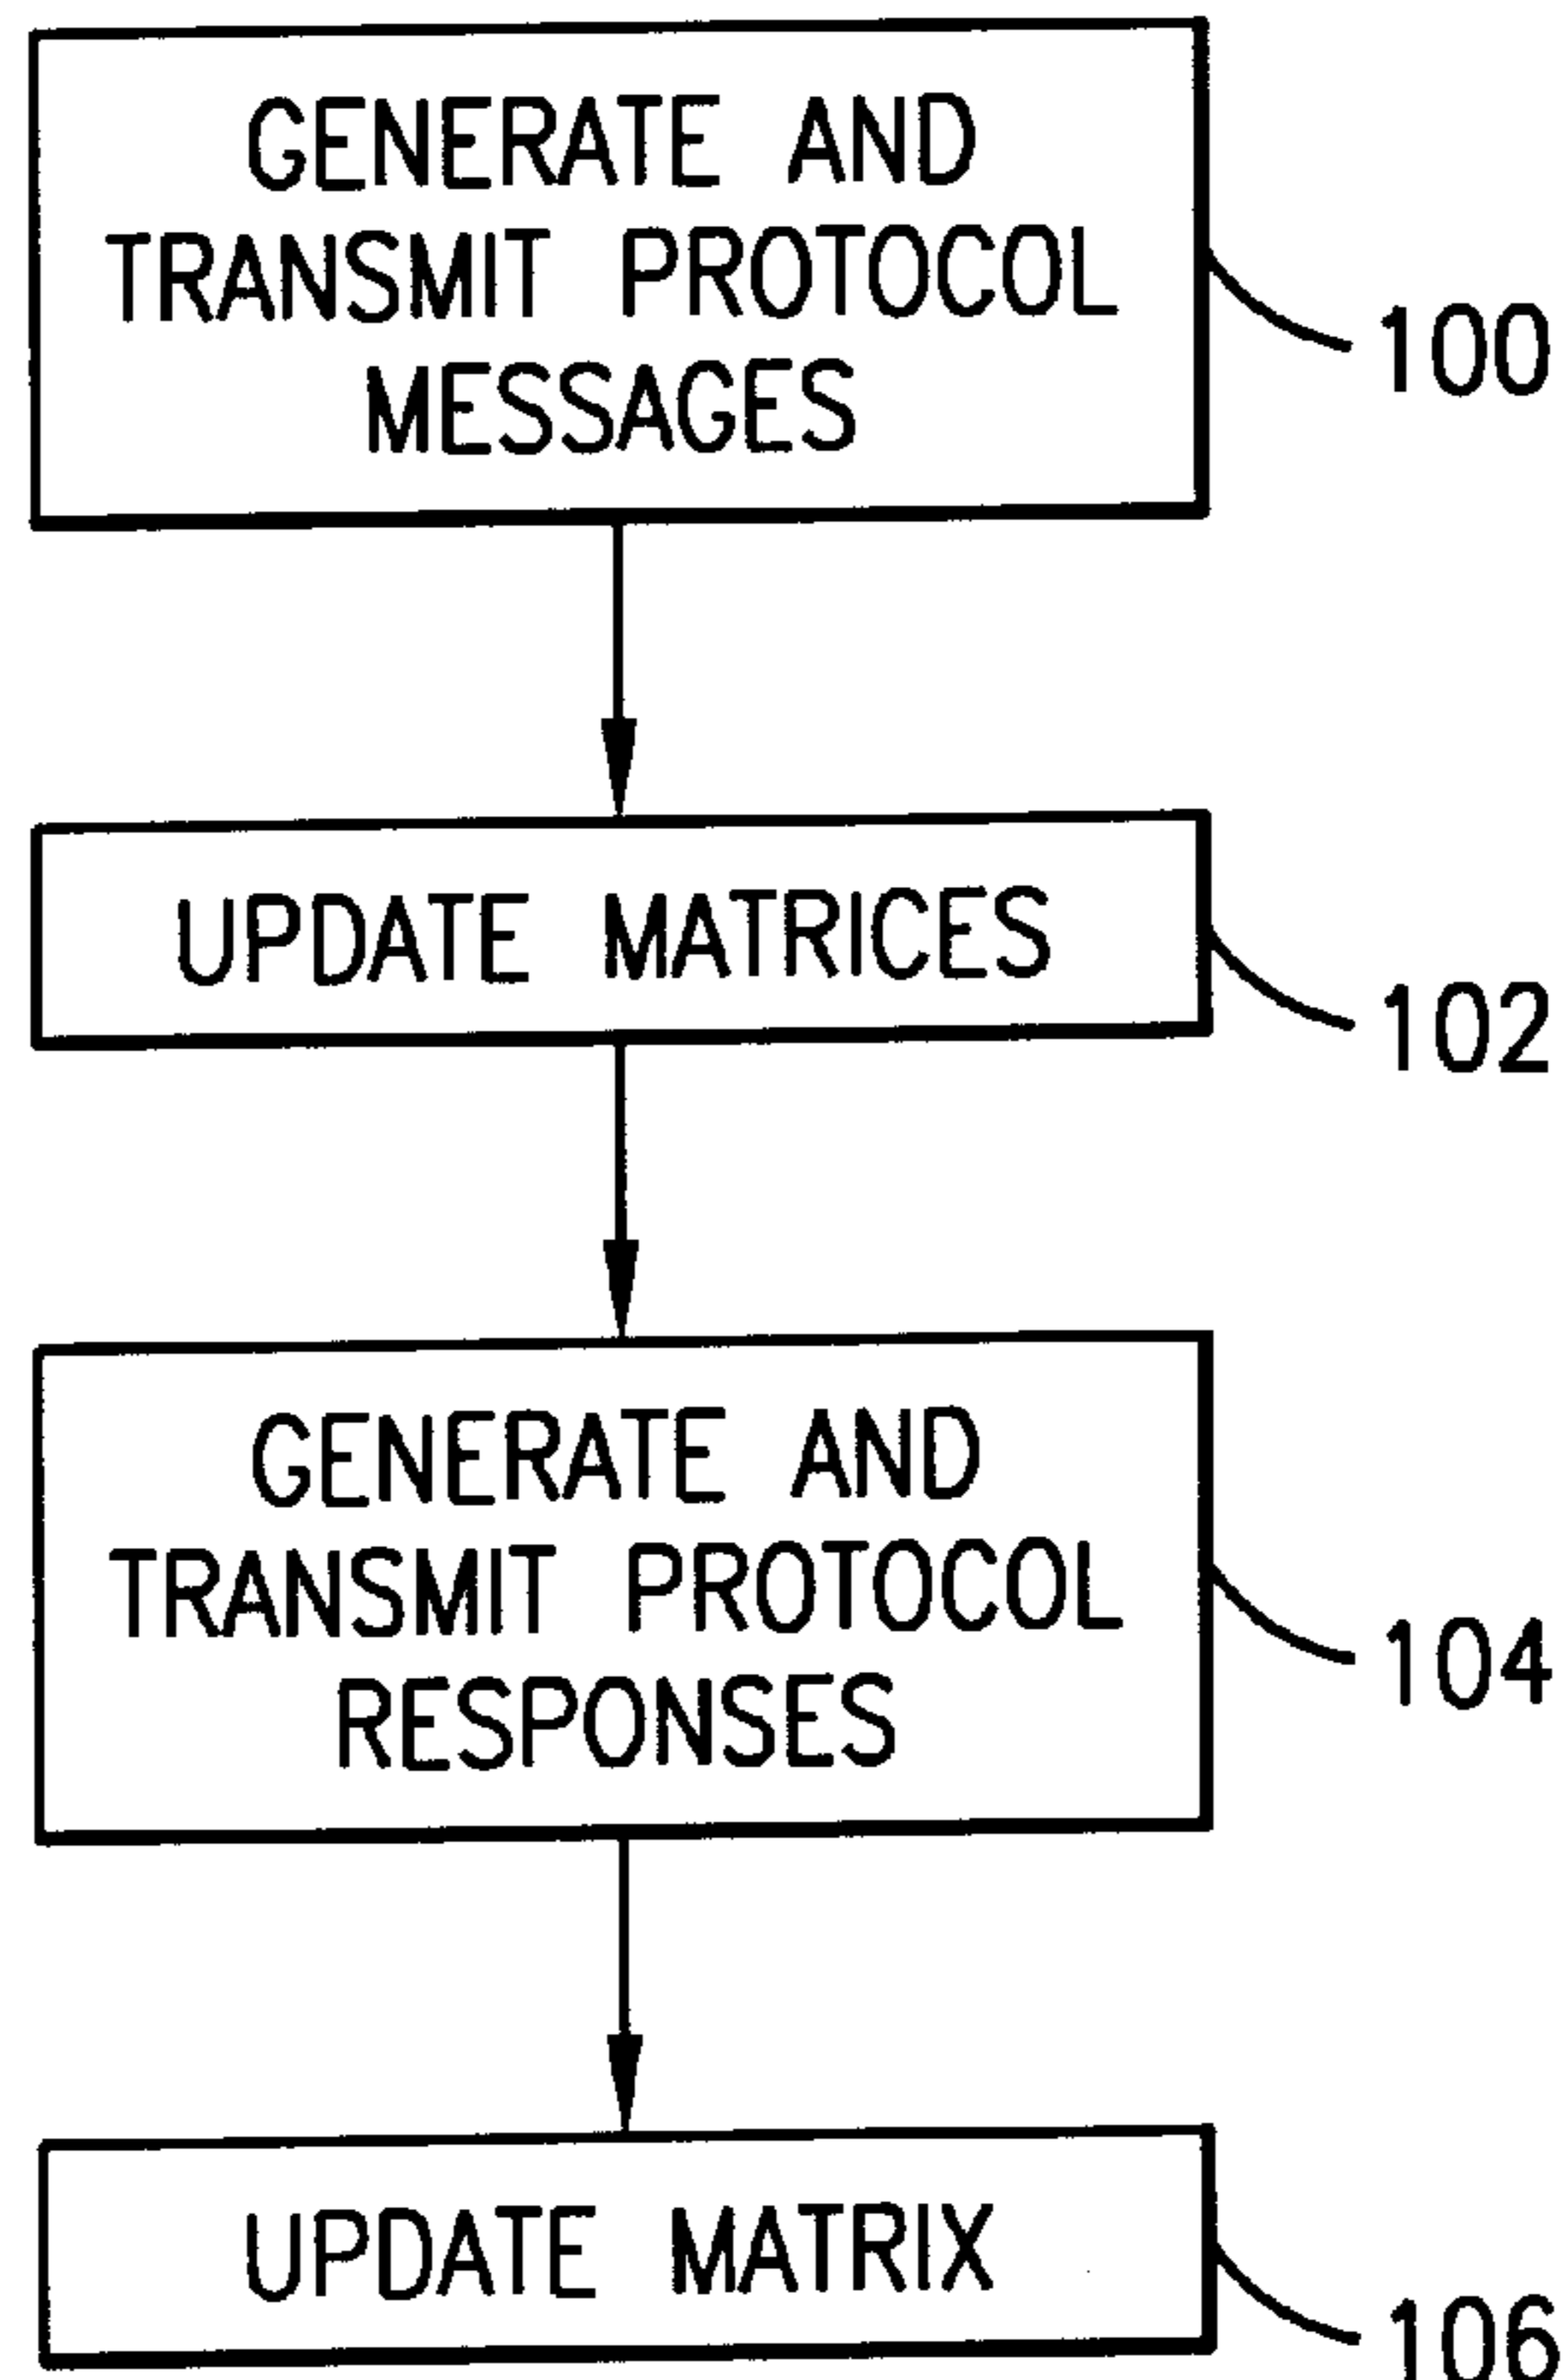 GENERATE AND
TRANSMIT PROTOCOL
MESSAGES
100
UPDATE MATRICES
102
GENERATE AND
TRANSMIT PROTOCOL
RESPONSES
104
UPDATE MATRIX
106